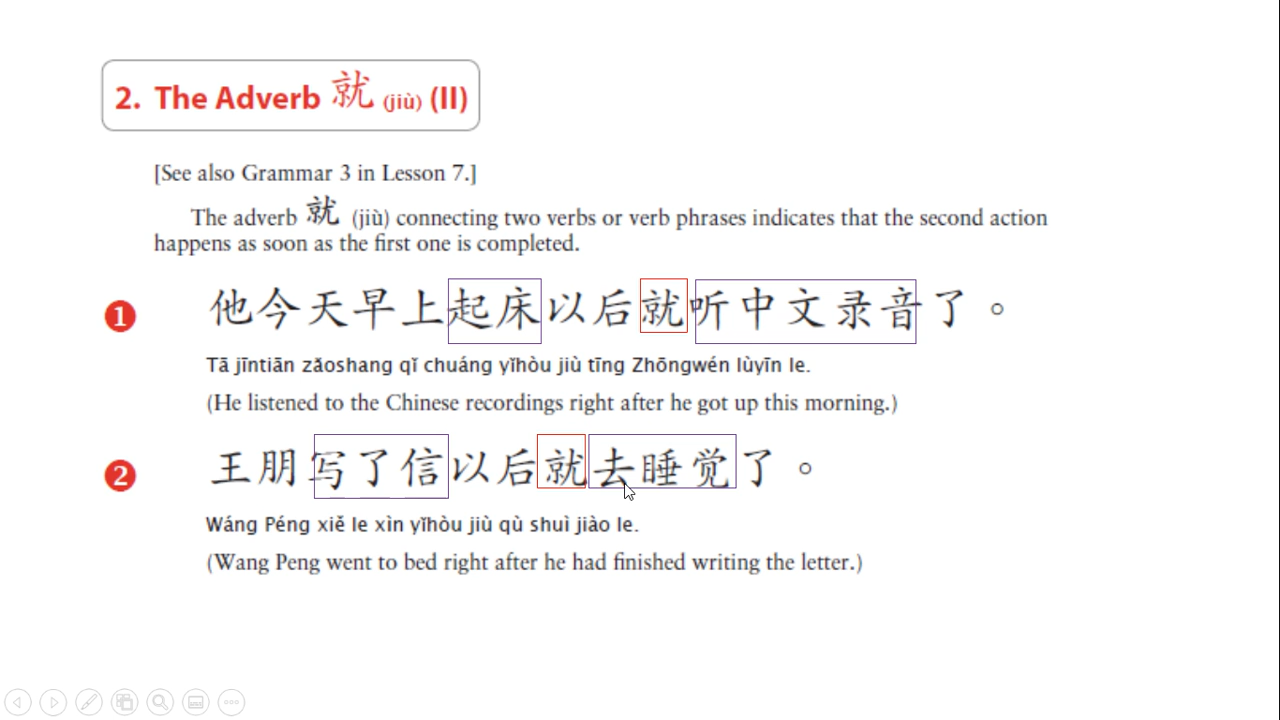 2. The Adverb 就 (jiù) (II)
[See also Grammar 3 in Lesson 7.]
The adverb 就 (jiù) connecting two verbs or verb phrases indicates that the second action
happens as soon as the first one is completed.
1 他今天早上起床以后就听中文录音了。
Tā jīntiān zǎoshang qǐ chuáng yǐhòu jiù tīng Zhōngwén lùyīn le.
(He listened to the Chinese recordings right after he got up this morning.)
2 王朋写了信以后就去睡觉了。
Wáng Péng xiě le xìn yǐhòu jiù qù shuì jiào le.
(Wang Peng went to bed right after he had finished writing the letter.)